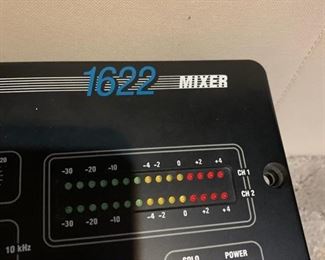 1622 MIXER
-30 -20 -10 -4 -2 0 +2 +4
CH 1
CH 2
-30 -20 -10 -4 -2 0 +2 +4
20
10 kHz
SOLO POWER